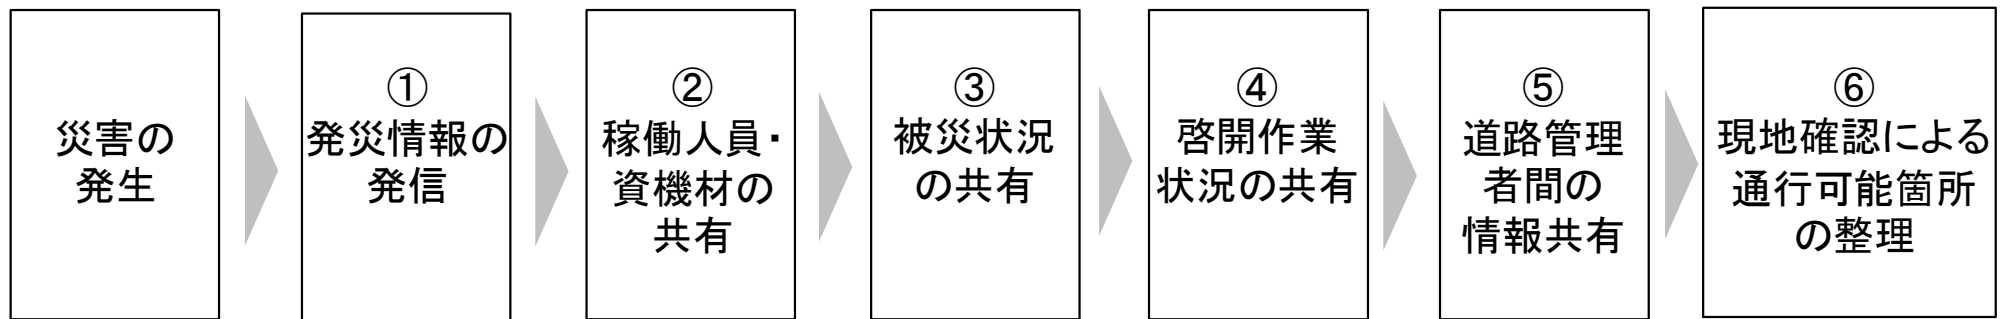 災害の
発生
①
発災情報の
発信
②
稼働人員・
資機材の
共有
③
被災状況
の共有
④
啓開作業
状況の共有
⑤
道路管理
者間の
情報共有
⑥
現地確認による
通行可能箇所
の整理